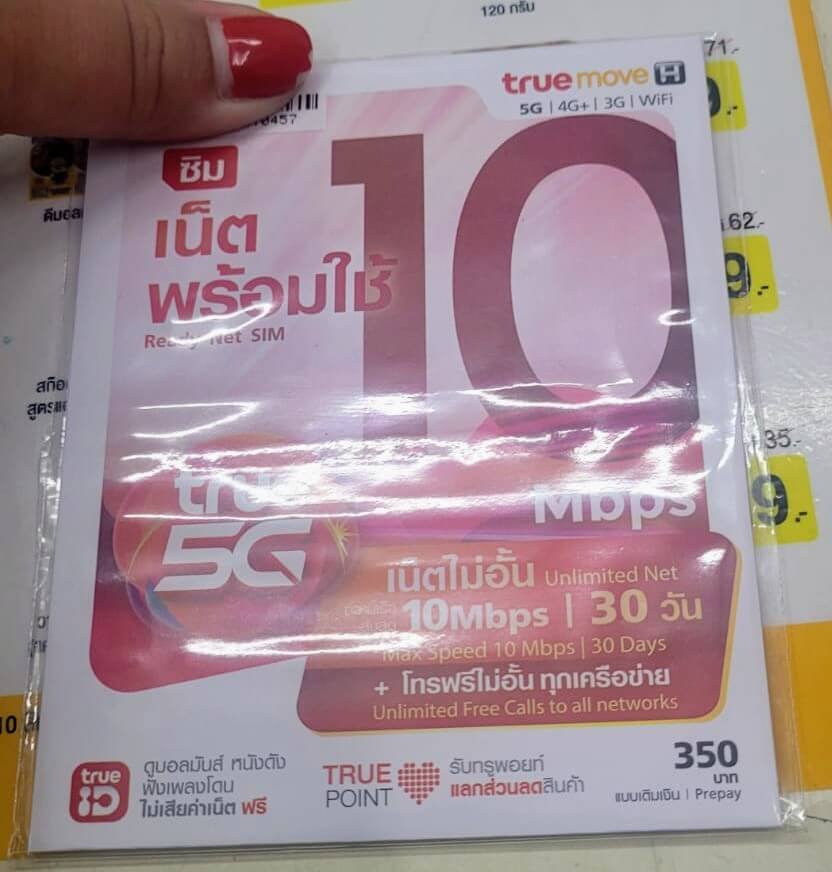 120 กรัม
71.-
9.-
truemove H
5G | 4G+ | 3G | WiFi
0457
ซิม
10
เน็ต
พร้อมใช้
Ready Net SIM
62.-
9.-
35.-
9.-
true
5G
Mbps
เน็ตไม่อั้น Unlimited Net
10Mbps | 30 วัน
Max Speed 10 Mbps | 30 Days
+ โทรฟรีไม่อั้น ทุกเครือข่าย
Unlimited Free Calls to all networks
true iD
ดูบอลมันส์ หนังดัง
ฟังเพลงโดน
ไม่เสียค่าเน็ต ฟรี
TRUE
POINT
รับทรูพอยท์
แลกส่วนลดสินค้า
350
บาท
แบบเติมเงิน | Prepay